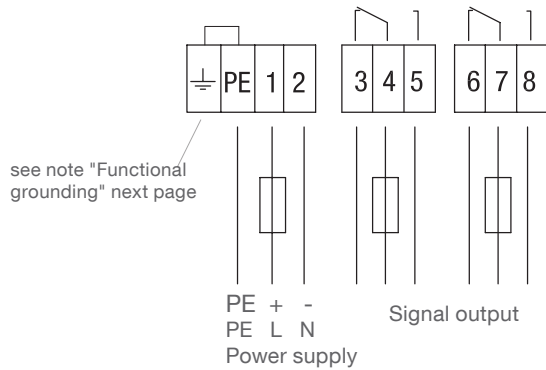 PE 1 2 3 4 5 6 7 8
see note "Functional
grounding" next page
PE + -
PE L N
Power supply
Signal output